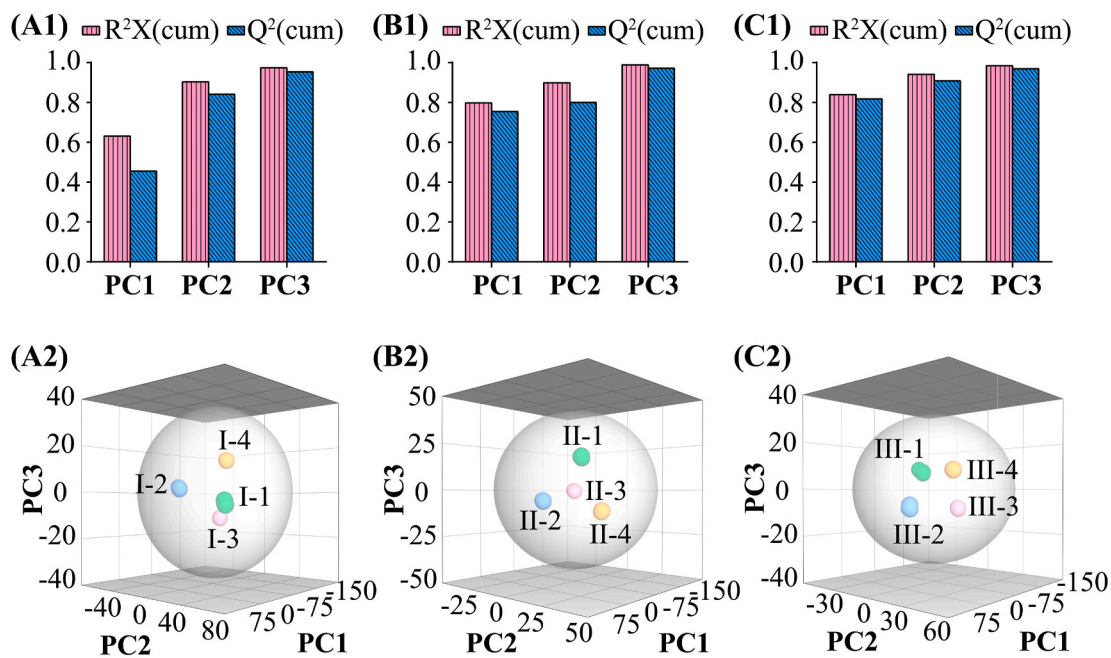 (A1) R²X(cum) Q²(cum)
1.0
0.8
0.6
0.4
0.2
0.0
PC1 PC2 PC3
(B1) R²X(cum) Q²(cum)
1.0
0.8
0.6
0.4
0.2
0.0
PC1 PC2 PC3
(C1) R²X(cum) Q²(cum)
1.0
0.8
0.6
0.4
0.2
0.0
PC1 PC2 PC3
(A2)
40
20
0
-20
-40
PC3
I-4
I-2
I-1
I-3
-40 0 40 80
PC2
75 0 -75 -150
PC1
(B2)
50
25
0
-25
-50
PC3
II-1
II-3
II-2
II-4
-25 0 25 50
PC2
75 0 -75 -150
PC1
(C2)
40
20
0
-20
-40
PC3
III-1
III-4
III-3
III-2
-30 0 30 60
PC2
75 0 -75 -150
PC1